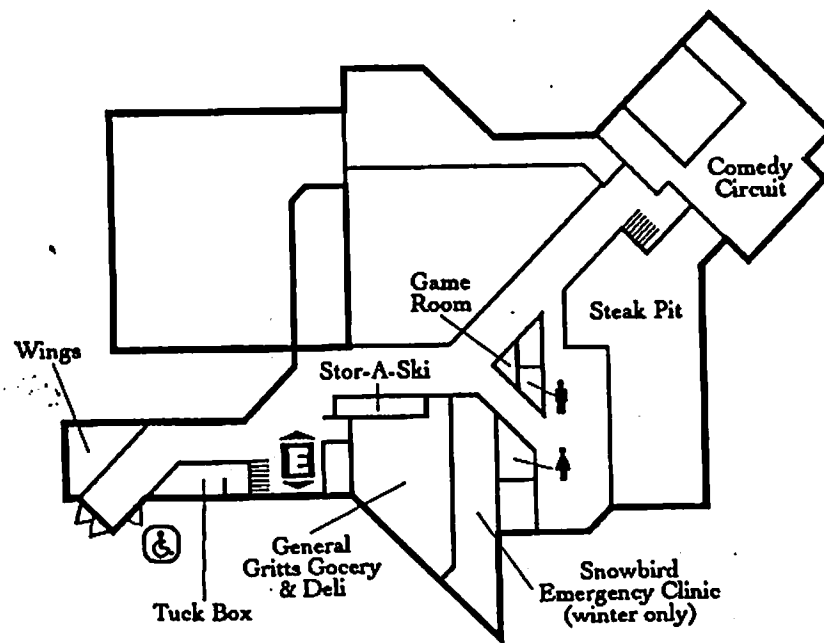 Comedy
Circuit
Game
Room
Steak Pit
Wings
Stor-A-Ski
E
General
Gritts Gocery
& Deli
Snowbird
Emergency Clinic
(winter only)
Tuck Box